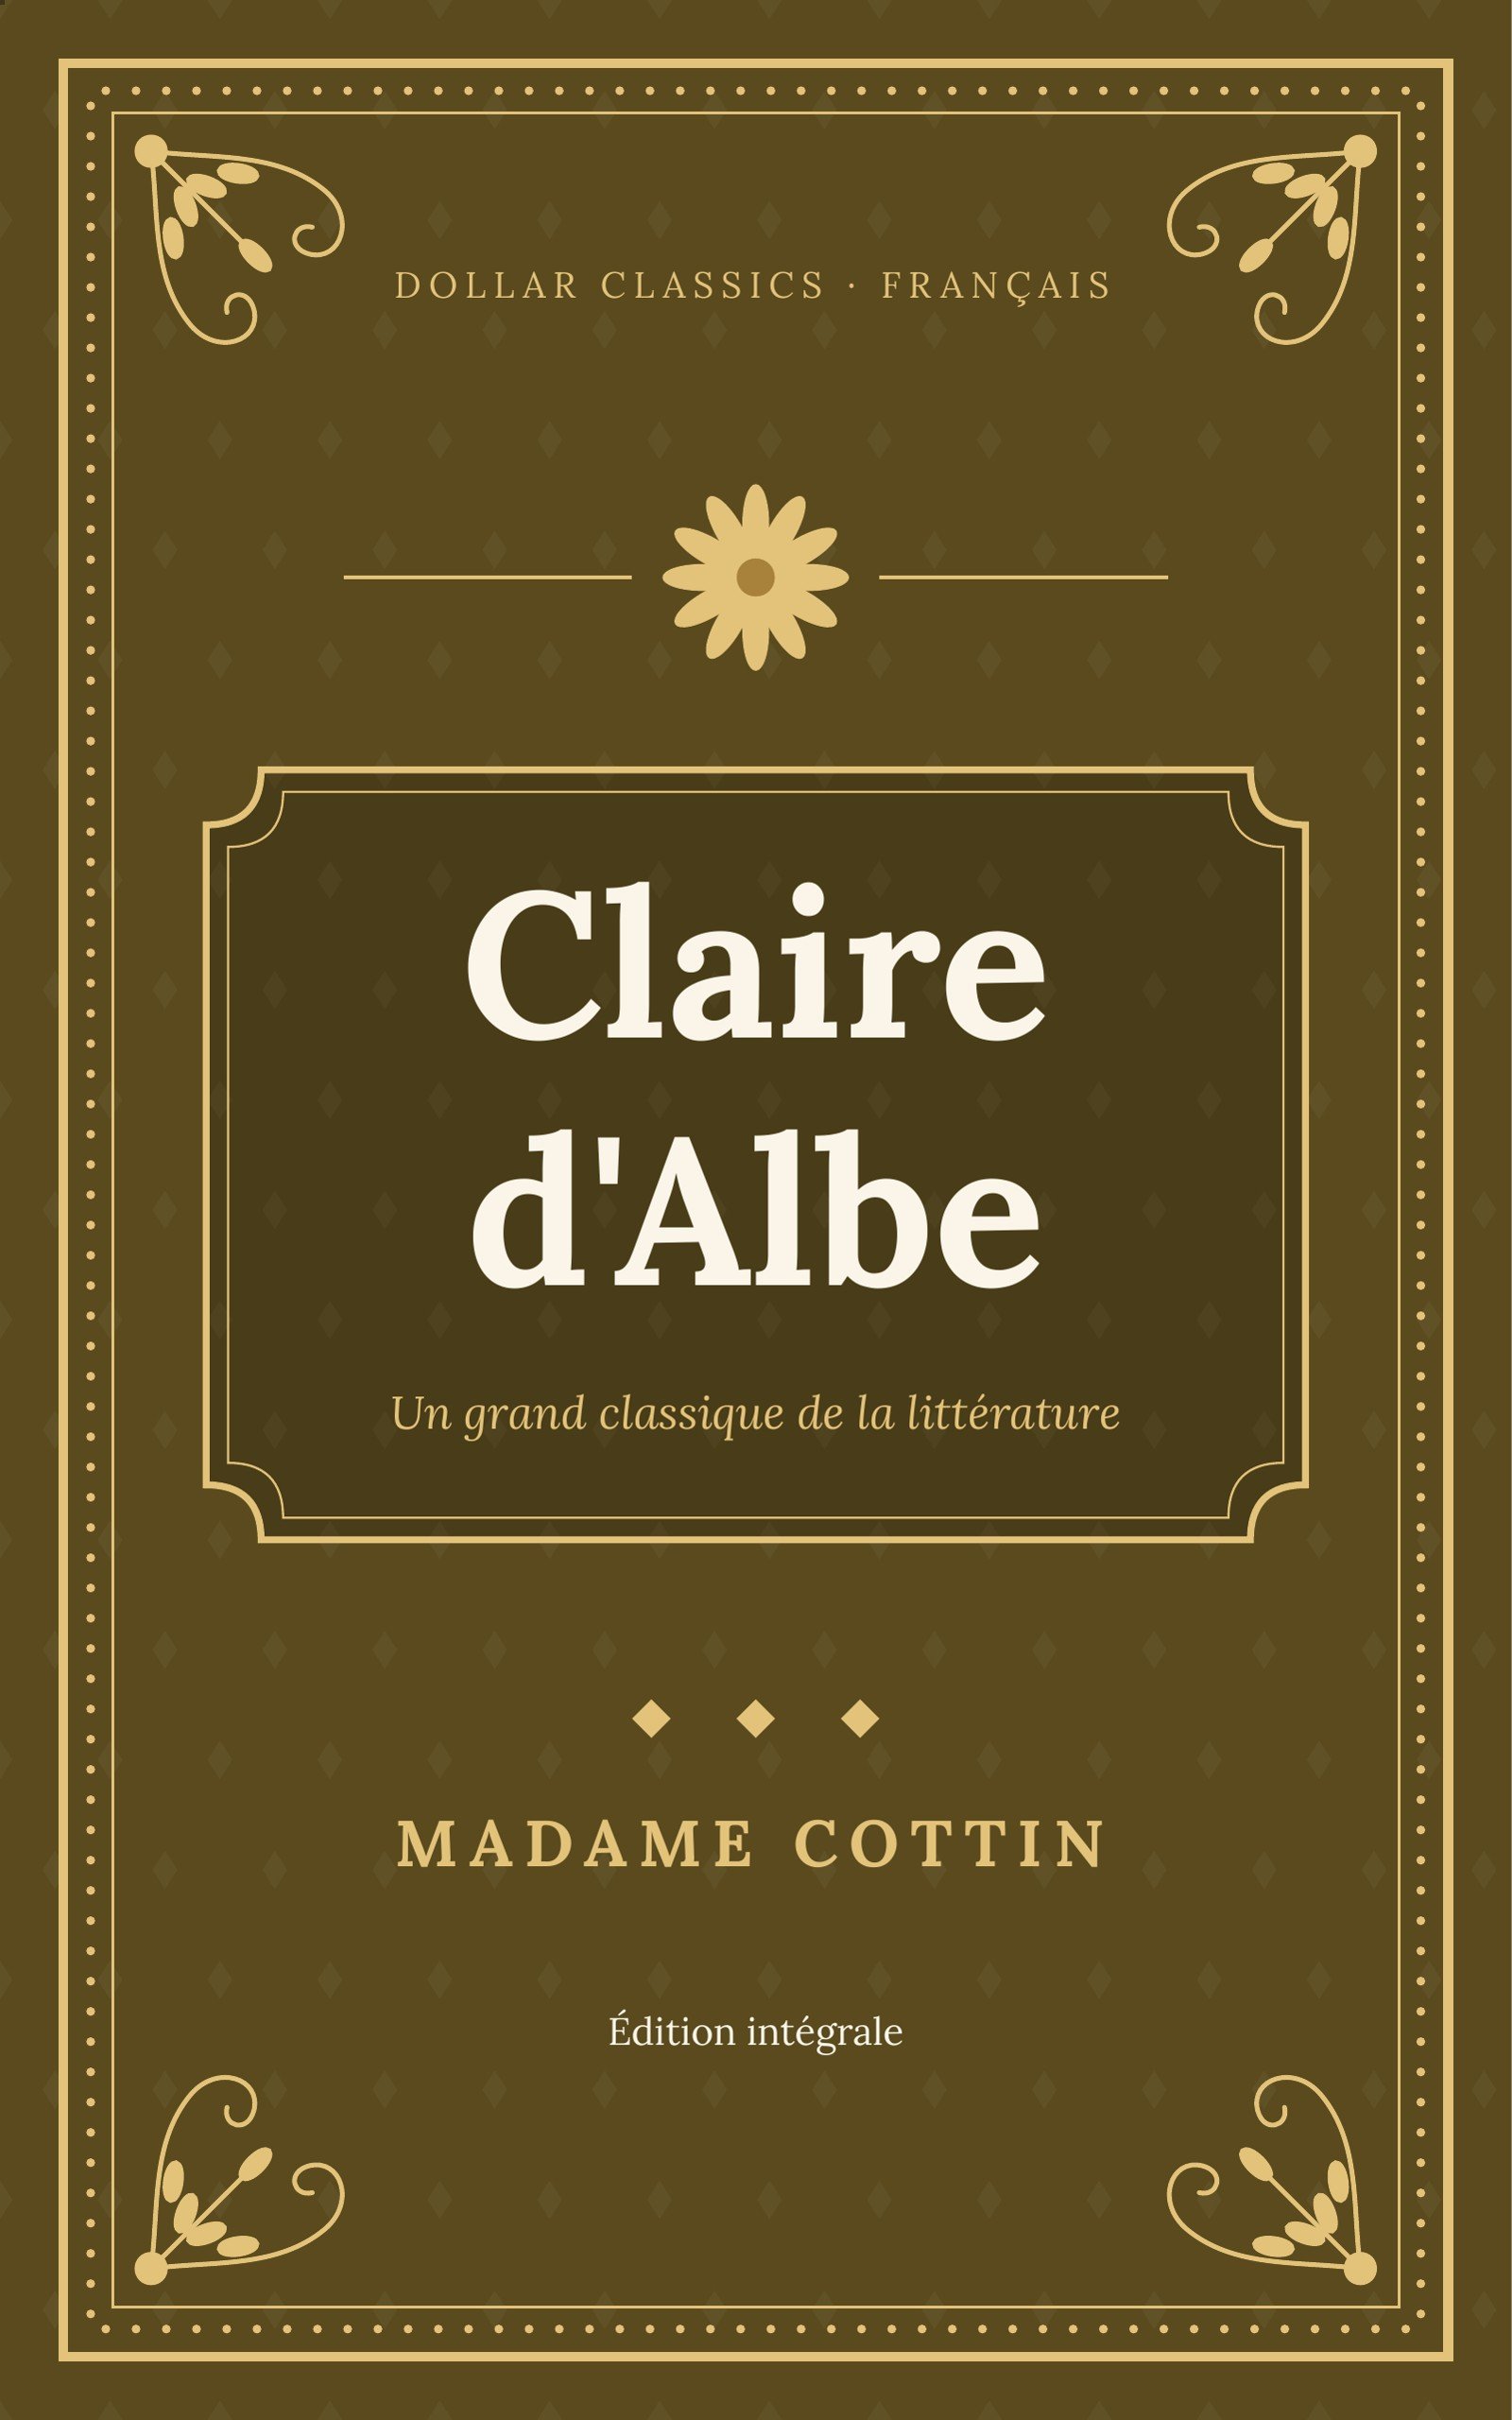 DOLLAR CLASSICS · FRANÇAIS
Claire
d'Albe
Un grand classique de la littérature
MADAME COTTIN
Édition intégrale